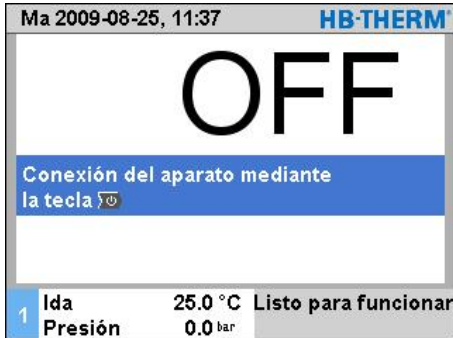 Ma 2009-08-25, 11:37 HB-THERM®
OFF
Conexión del aparato mediante
la tecla
1
Ida 25.0 °C Listo para funcionar
Presión 0.0 bar